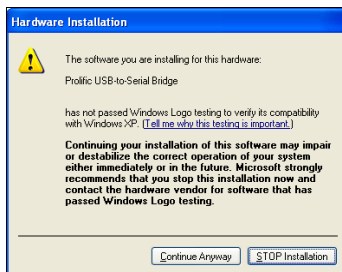 Hardware Installation
The software you are installing for this hardware:
Prolific USB-to-Serial Bridge
has not passed Windows Logo testing to verify its compatibility
with Windows XP. (Tell me why this testing is important.)
Continuing your installation of this software may impair
or destabilize the correct operation of your system
either immediately or in the future. Microsoft strongly
recommends that you stop this installation now and
contact the hardware vendor for software that has
passed Windows Logo testing.
Continue Anyway
STOP Installation